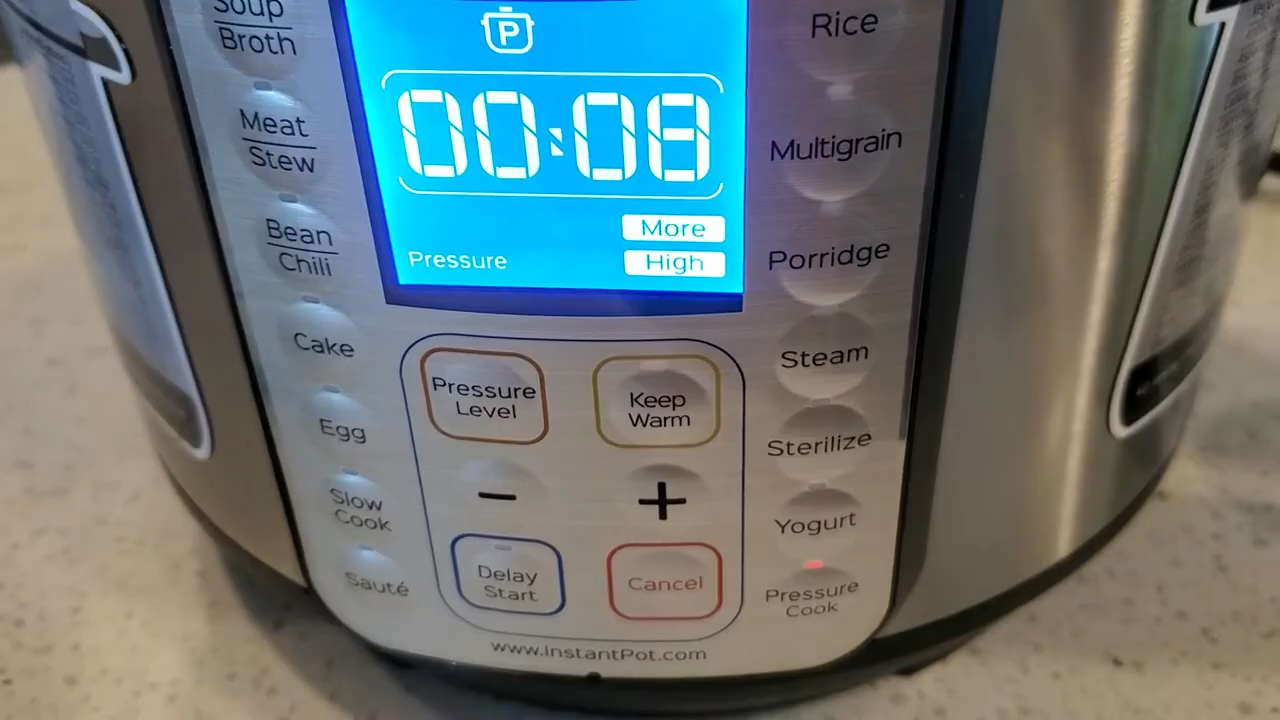 Soup
Broth
Meat
Stew
Bean
Chili
Cake
Egg
Slow
Cook
Sauté
P
00:08
More
Pressure High
Pressure
Level
Keep
Warm
−
+
Delay
Start
Cancel
Rice
Multigrain
Porridge
Steam
Sterilize
Yogurt
Pressure
Cook
www.InstantPot.com